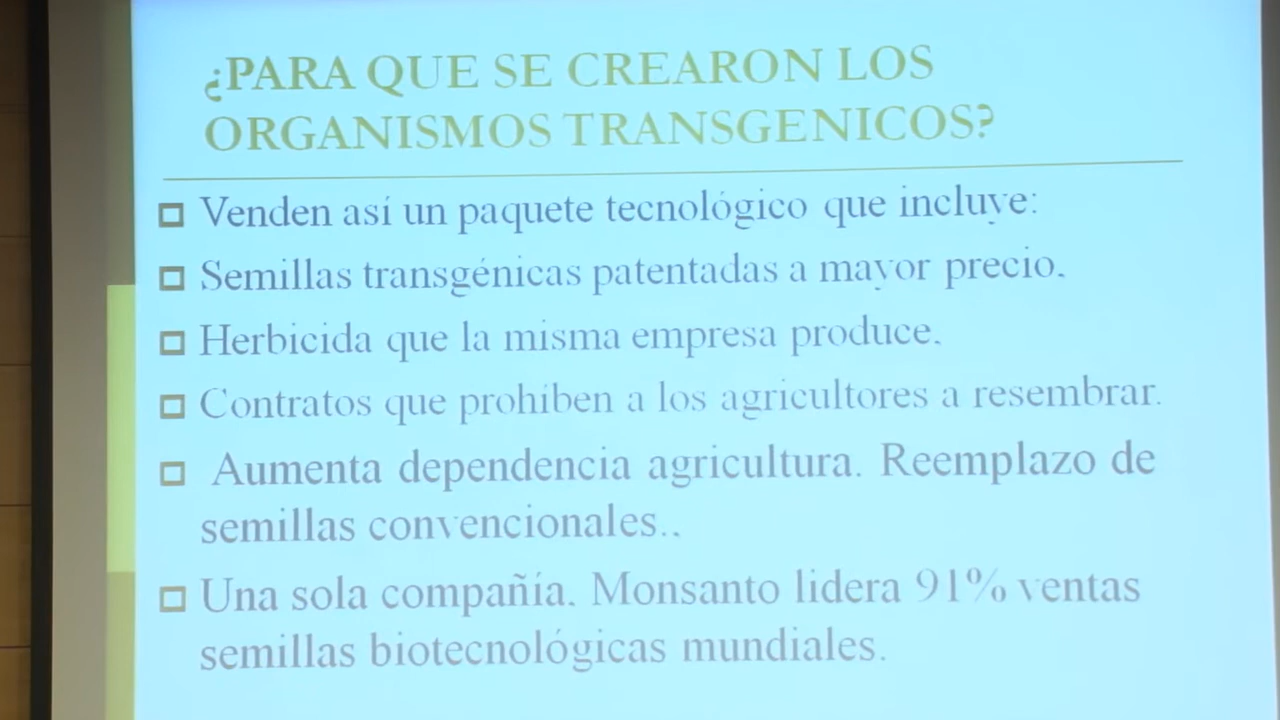 ¿PARA QUE SE CREARON LOS
ORGANISMOS TRANSGENICOS?
Venden así un paquete tecnológico que incluye:
Semillas transgénicas patentadas a mayor precio.
Herbicida que la misma empresa produce.
Contratos que prohíben a los agricultores a resembrar.
Aumenta dependencia agricultura. Reemplazo de
semillas convencionales..
Una sola compañía. Monsanto lidera 91% ventas
semillas biotecnológicas mundiales.